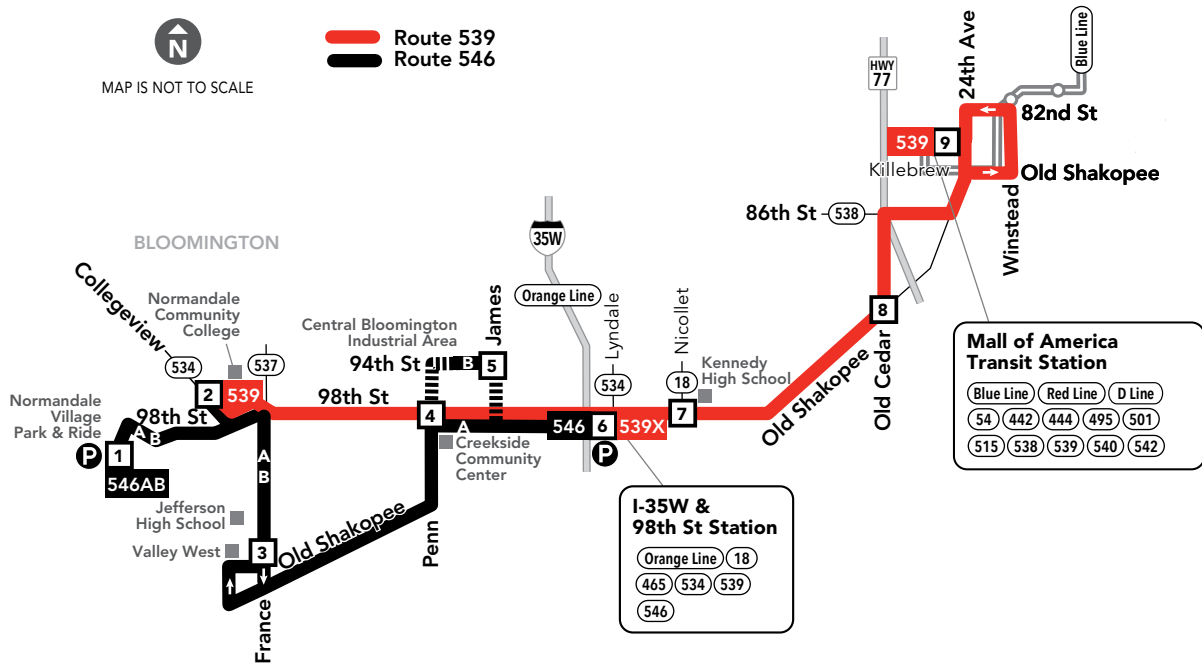 N
MAP IS NOT TO SCALE
Route 539
Route 546
HWY
77
24th Ave
Blue Line
82nd St
539
9
Killebrew
Old Shakopee
Winstead
86th St
538
BLOOMINGTON
35W
Orange Line
Collegeview
Normandale
Community
College
534
537
2
539
Central Bloomington
Industrial Area
94th St
B
5
James
Lyndale
534
Nicollet
18
Kennedy
High School
8
Old Cedar
Old Shakopee
Normandale
Village
Park & Ride
98th St
A
B
P
1
546AB
98th St
4
A
546
6
539X
7
P
Creekside
Community
Center
A
B
Jefferson
High School
Valley West
3
Old Shakopee
Penn
France
I-35W &
98th St Station
Orange Line 18
465 534 539
546
Mall of America
Transit Station
Blue Line Red Line D Line
54 442 444 495 501
515 538 539 540 542